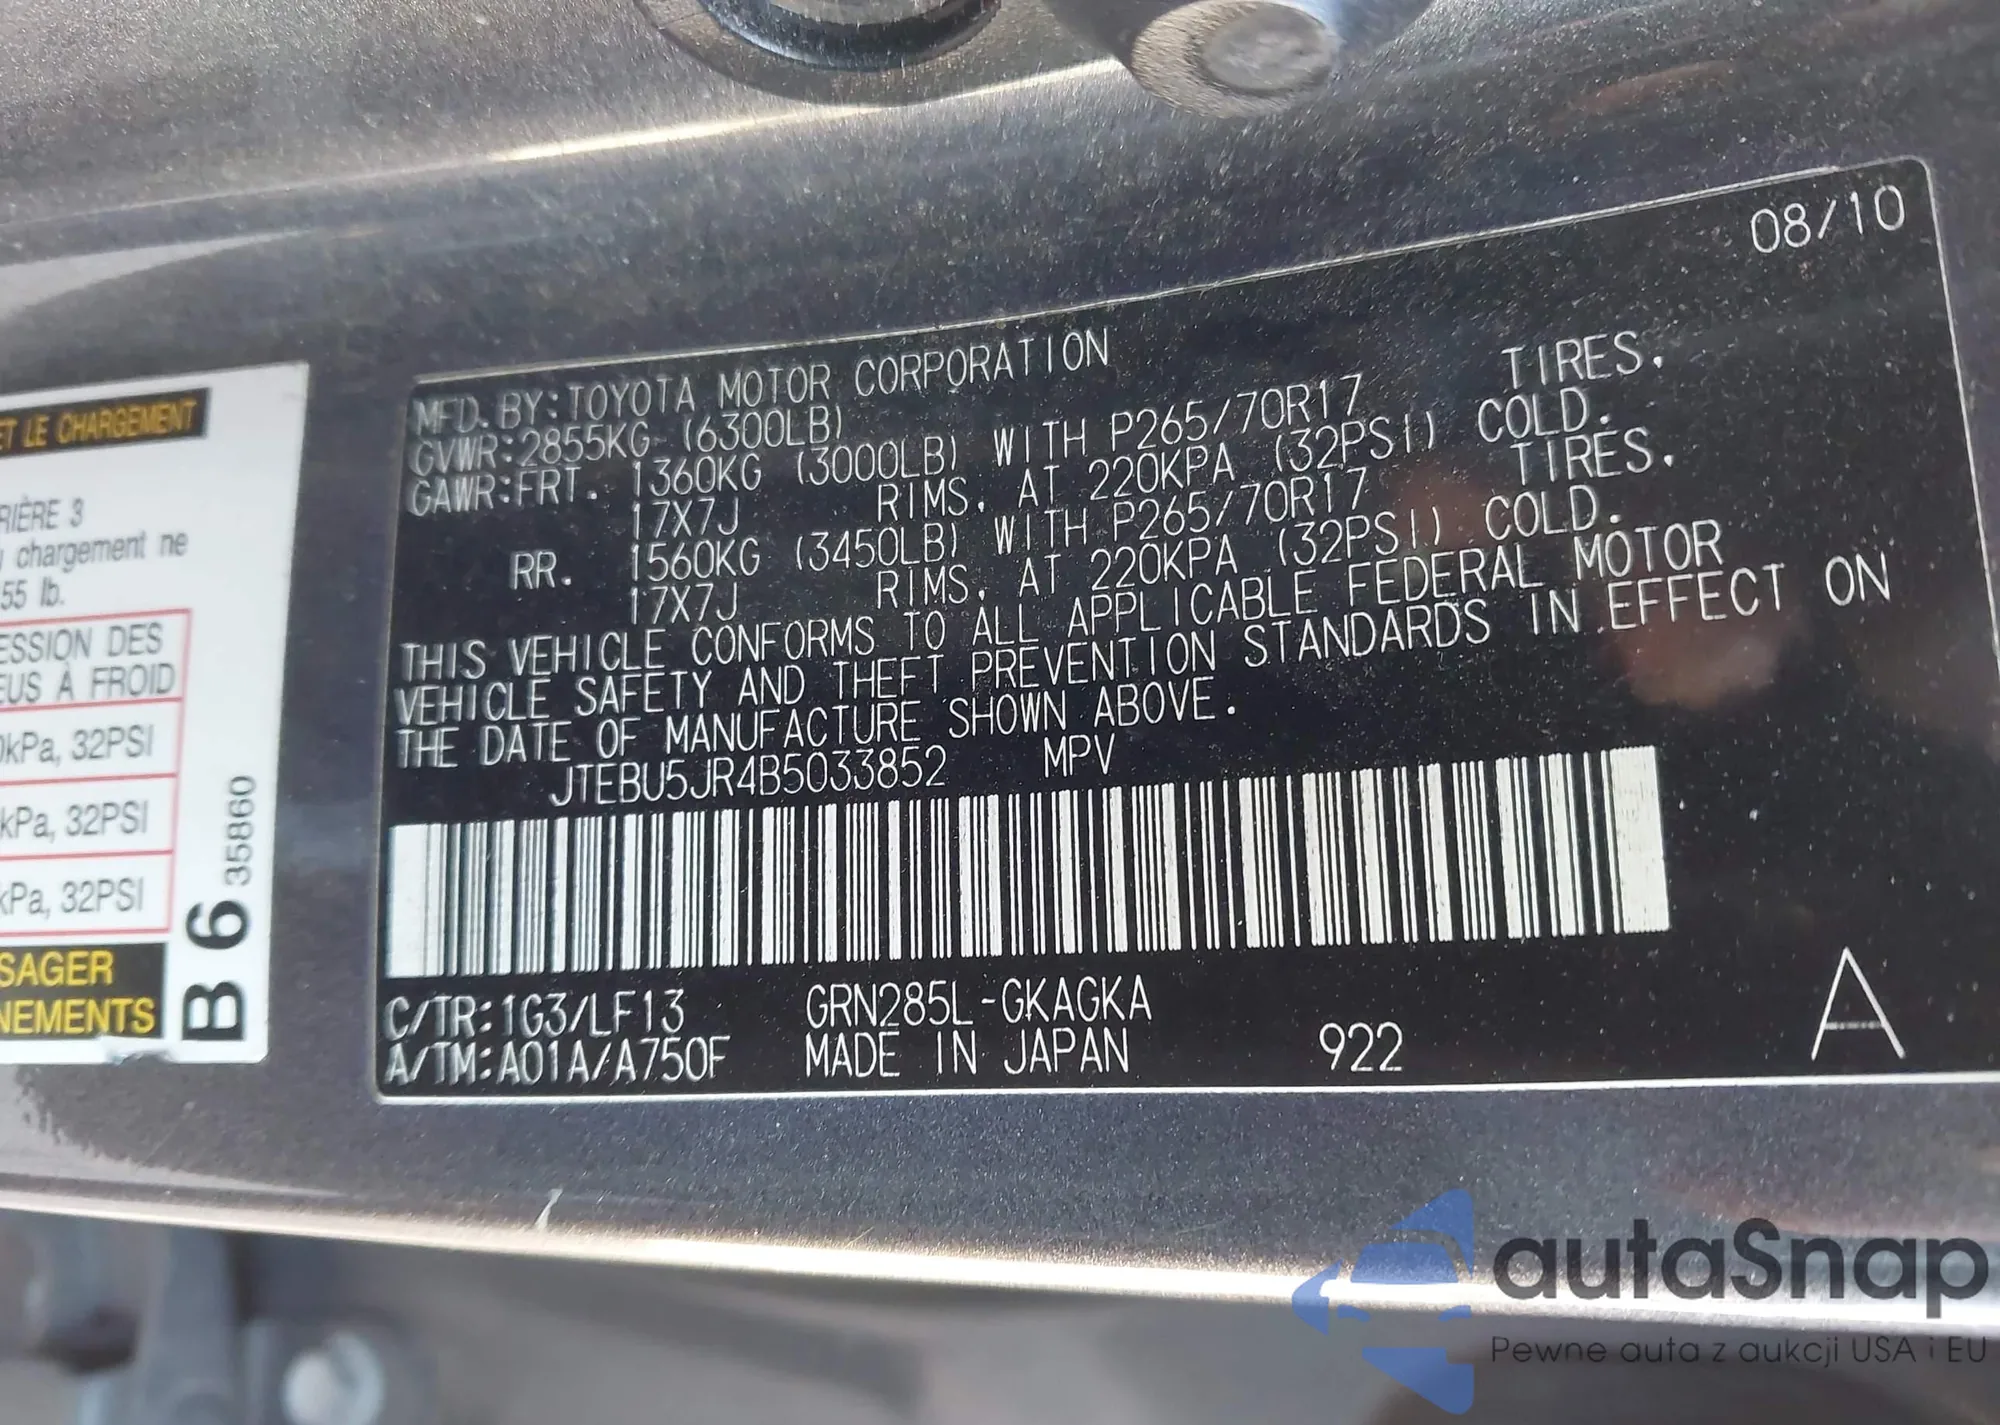 08/10
MFD. BY: TOYOTA MOTOR CORPORATION
GVWR: 2855KG (6300LB)
GAWR: FRT. 1360KG (3000LB) WITH P265/70R17 TIRES.
17X7J RIMS, AT 220KPA (32PSI) COLD.
RR. 1560KG (3450LB) WITH P265/70R17 TIRES.
17X7J RIMS, AT 220KPA (32PSI) COLD.
THIS VEHICLE CONFORMS TO ALL APPLICABLE FEDERAL MOTOR
VEHICLE SAFETY AND THEFT PREVENTION STANDARDS IN EFFECT ON
THE DATE OF MANUFACTURE SHOWN ABOVE.
JTEBU5JR4B5033852 MPV
C/TR: 1G3/LF13 GRN285L-GKAGKA
A/TM: A01A/A750F MADE IN JAPAN 922 A
ET LE CHARGEMENT
RIÈRE 3
chargement ne
55 lb.
ESSION DES
EUS À FROID
0kPa, 32PSI
kPa, 32PSI
kPa, 32PSI
SAGER
NEMENTS
B6 35860
autoSnap
Pewne auta z aukcji USA i EU